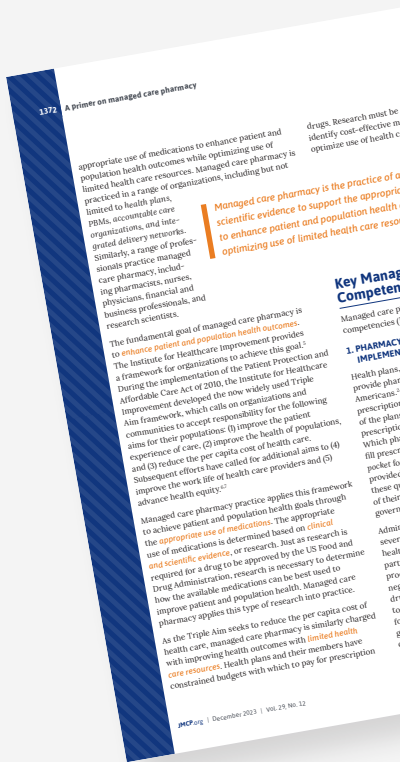 1372 A primer on managed care pharmacy
appropriate use of medications to enhance patient and
population health outcomes while optimizing use of
limited health care resources. Managed care pharmacy is
practiced in a range of organizations, including but not
limited to health plans,
PBMs, accountable care
organizations, and inte-
grated delivery networks.
Similarly, a range of profes-
sionals practice managed
care pharmacy, includ-
ing pharmacists, nurses,
physicians, financial and
business professionals, and
research scientists.
The fundamental goal of managed care pharmacy is
to enhance patient and population health outcomes.
The Institute for Healthcare Improvement provides
a framework for organizations to achieve this goal.⁵
During the implementation of the Patient Protection and
Affordable Care Act of 2010, the Institute for Healthcare
Improvement developed the now widely used Triple
Aim framework, which calls on organizations and
communities to accept responsibility for the following
aims for their populations: (1) improve the patient
experience of care, (2) improve the health of populations,
and (3) reduce the per capita cost of health care.
Subsequent efforts have called for additional aims to (4)
improve the work life of health care providers and (5)
advance health equity.⁶,⁷
Managed care pharmacy practice applies this framework
to achieve patient and population health goals through
the appropriate use of medications. The appropriate
use of medications is determined based on clinical
and scientific evidence, or research. Just as research is
required for a drug to be approved by the US Food and
Drug Administration, research is necessary to determine
how the available medications can be best used to
improve patient and population health. Managed care
pharmacy applies this type of research into practice.
As the Triple Aim seeks to reduce the per capita cost of
health care, managed care pharmacy is similarly charged
with improving health outcomes with limited health
care resources. Health plans and their members have
constrained budgets with which to pay for prescription
drugs. Research must be
identify cost-effective m
optimize use of health c
Managed care pharmacy is the practice of a
scientific evidence to support the appropria
to enhance patient and population health
optimizing use of limited health care resou
Key Manag
Competen
Managed care p
competencies (
1. PHARMACY
IMPLEMEN
Health plans,
provide phar
Americans.²
prescription
of the plans
prescriptio
Which pha
fill prescr
pocket fo
provided
these qu
of their
govern
Admin
sever
healt
part
pro
neg
dru
to
fo
g
JMCP.org | December 2023 | Vol. 29, No. 12